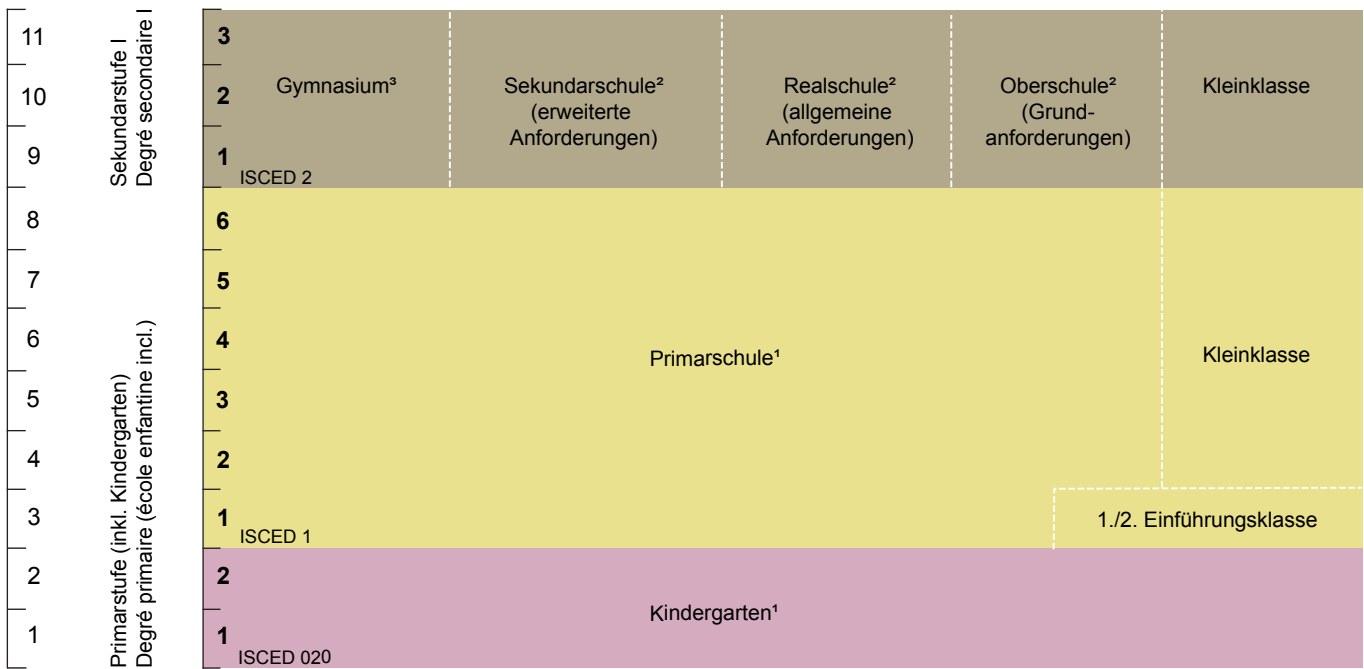 11
10
9
8
7
6
5
4
3
2
1
Sekundarstufe I
Degré secondaire I
Primarstufe (inkl. Kindergarten)
Degré primaire (école enfantine incl.)
3
2
1
ISCED 2
Gymnasium³
Sekundarschule²
(erweiterte
Anforderungen)
Realschule²
(allgemeine
Anforderungen)
Oberschule²
(Grund-
anforderungen)
Kleinklasse
6
5
4
3
2
1
ISCED 1
Primarschule¹
Kleinklasse
1./2. Einführungsklasse
2
1
ISCED 020
Kindergarten¹